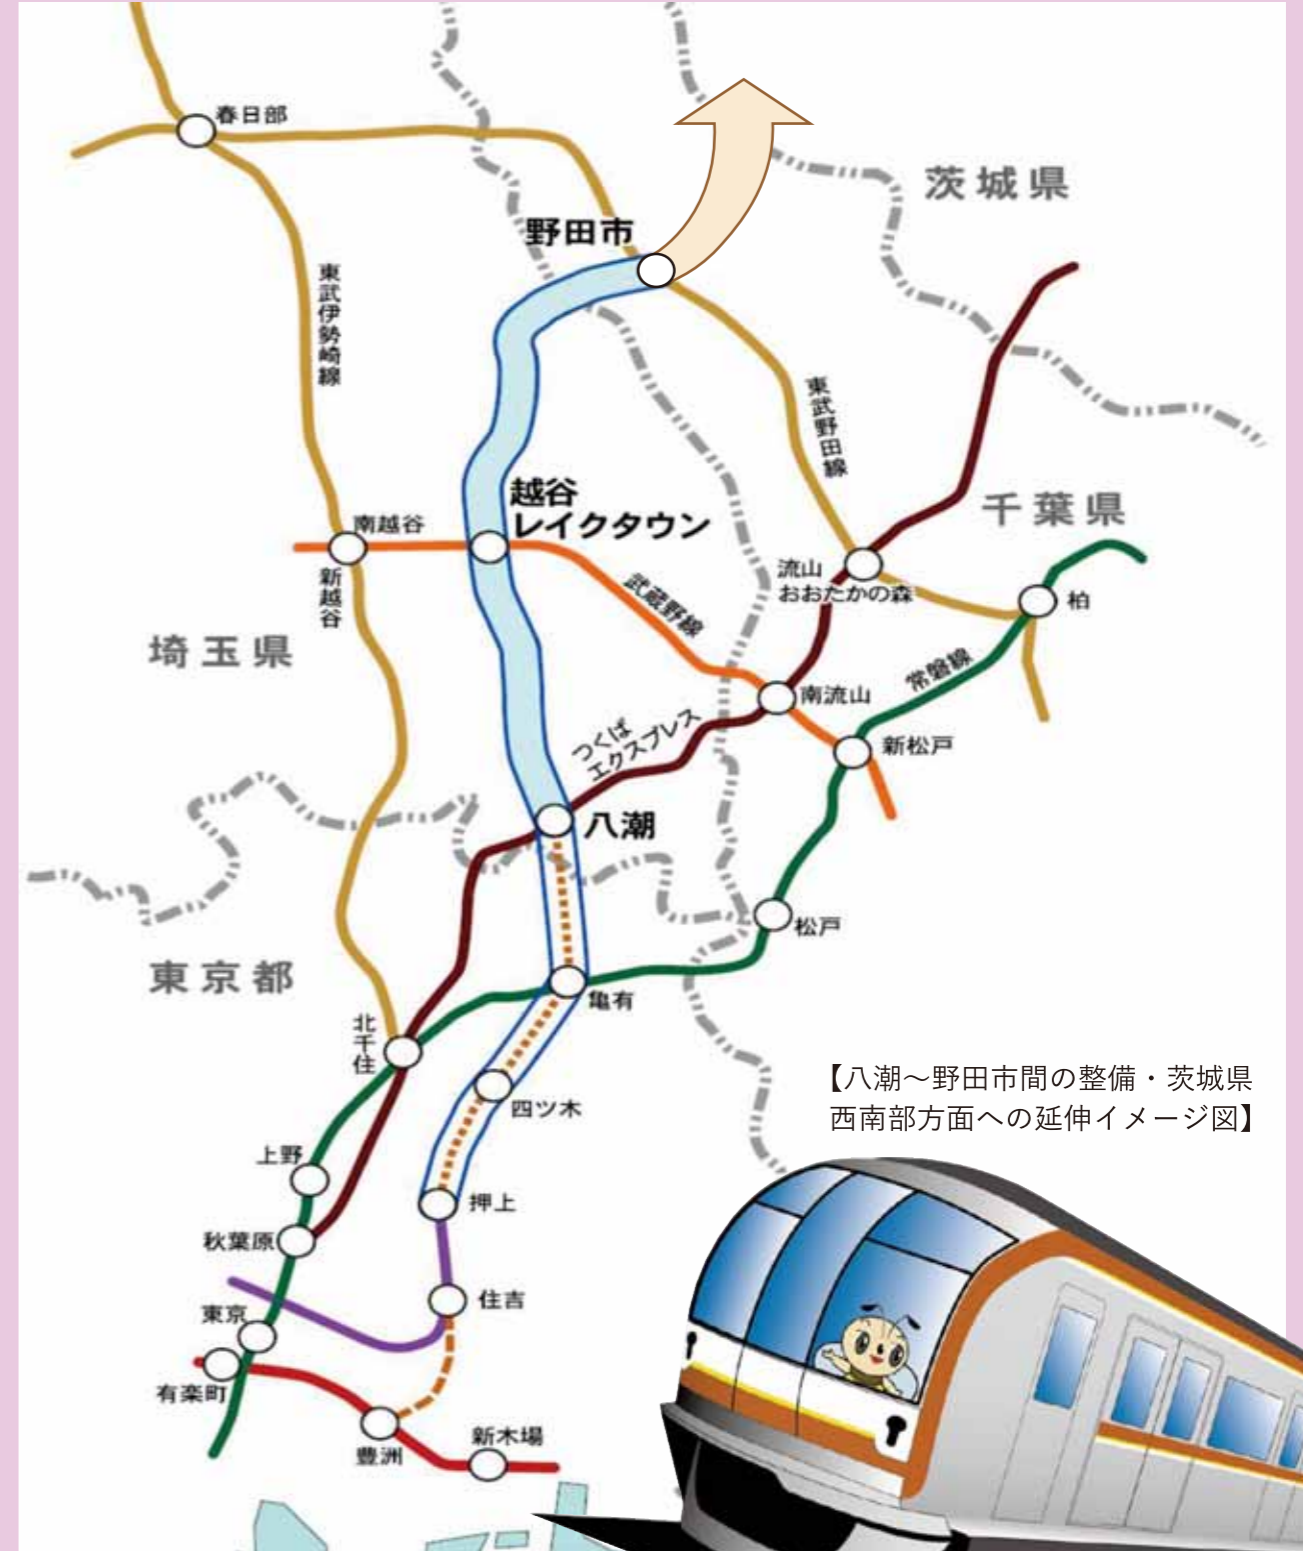 春日部
茨城県
野田市
東武伊勢崎線
東武野田線
越谷
レイクタウン
千葉県
南越谷
新越谷
流山
おおたかの森
柏
武蔵野線
埼玉県
常磐線
南流山
つくば
エクスプレス
新松戸
八潮
松戸
東京都
亀有
北千住
【八潮～野田市間の整備・茨城県
西南部方面への延伸イメージ図】
四ツ木
上野
押上
秋葉原
住吉
東京
有楽町
豊洲
新木場